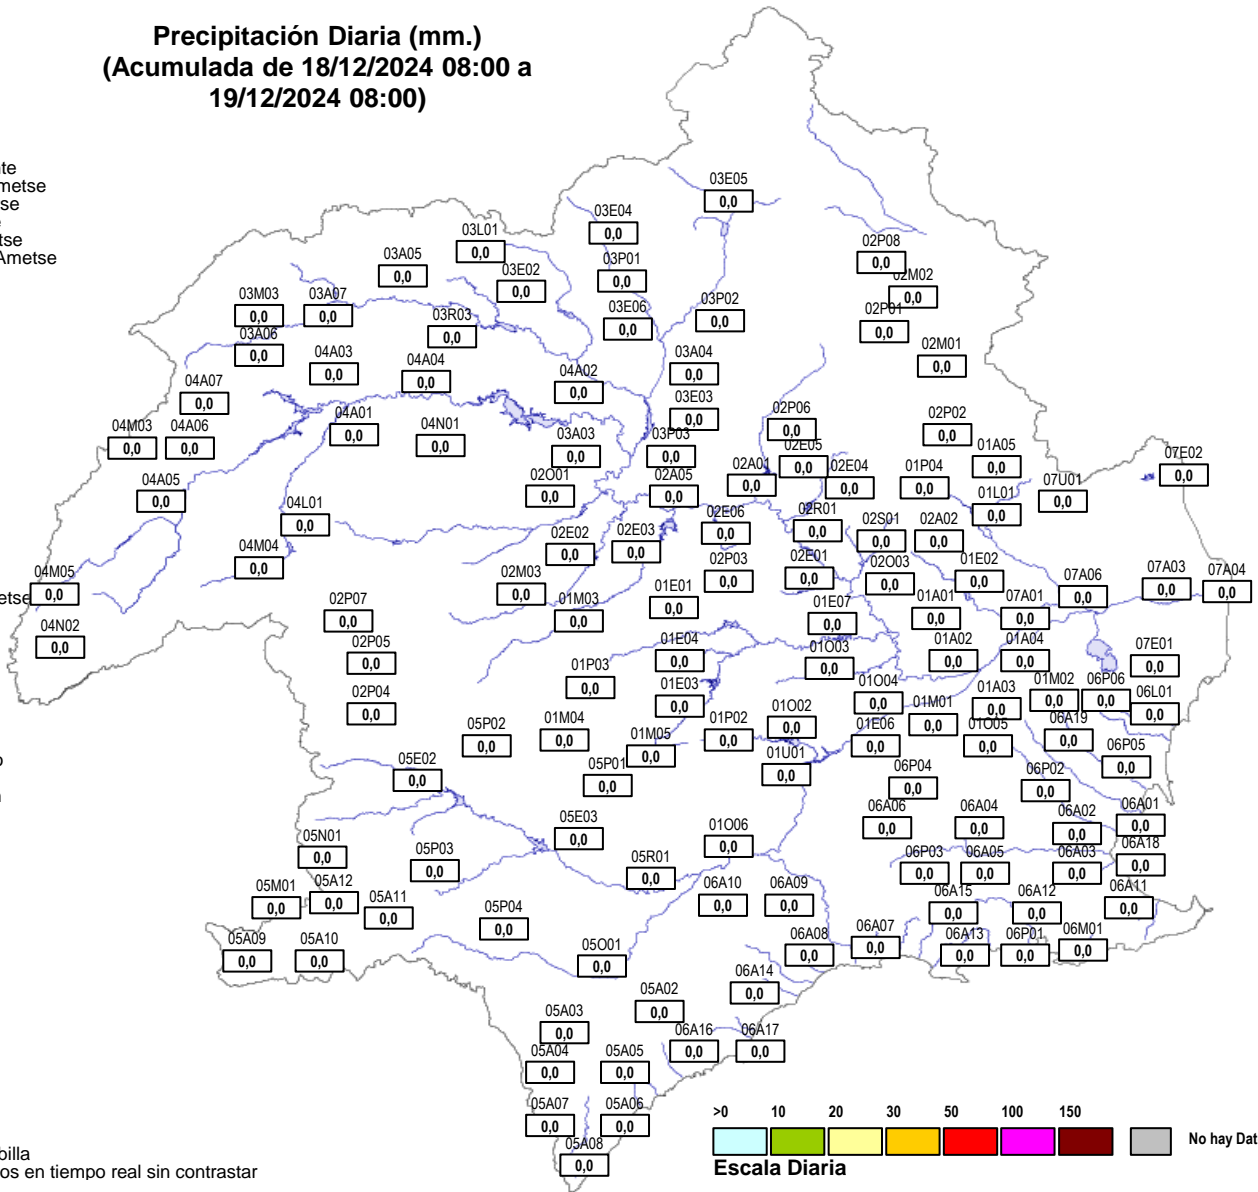 Precipitación Diaria (mm.)
(Acumulada de 18/12/2024 08:00 a
19/12/2024 08:00)
nte
metse
se
e
tse
Ametse
03E05
0,0
03E04
0,0
03L01
0,0
02P08
0,0
03A05
0,0
03P01
0,0
03E02
0,0
02M02
0,0
03M03
0,0
03A07
0,0
03P02
0,0
03E06
0,0
02P01
0,0
03R03
0,0
03A06
0,0
02M01
0,0
04A03
0,0
03A04
0,0
04A04
0,0
04A02
0,0
04A07
0,0
03E03
0,0
04A01
0,0
02P06
0,0
02P02
0,0
04M03
0,0
04A06
0,0
04N01
0,0
03A03
0,0
03P03
0,0
02E05
0,0
01A05
0,0
07E02
0,0
02O01
0,0
02A05
0,0
02A01
0,0
02E04
0,0
01P04
0,0
07U01
0,0
04A05
0,0
01L01
0,0
04L01
0,0
02E06
0,0
02R01
0,0
02S01
0,0
02A02
0,0
02E02
0,0
02E03
0,0
04M04
0,0
02P03
0,0
02E01
0,0
02O03
0,0
01E02
0,0
04M05
0,0
etse
02M03
0,0
07A06
0,0
07A03
0,0
07A04
0,0
02P07
0,0
01M03
0,0
01E01
0,0
01E07
0,0
01A01
0,0
07A01
0,0
04N02
0,0
02P05
0,0
01E04
0,0
01O03
0,0
01A02
0,0
01A04
0,0
07E01
0,0
01P03
0,0
02P04
0,0
01E03
0,0
01O04
0,0
01A03
0,0
01M02
0,0
06P06
0,0
06L01
0,0
05P02
0,0
01M04
0,0
01M05
0,0
01P02
0,0
01O02
0,0
01M01
0,0
01E06
0,0
01O05
0,0
06A19
0,0
o
05E02
0,0
05P01
0,0
01U01
0,0
06P04
0,0
06P02
0,0
06P05
0,0
05E03
0,0
01O06
0,0
06A06
0,0
06A04
0,0
06A02
0,0
06A01
0,0
05N01
0,0
05P03
0,0
05R01
0,0
06P03
0,0
06A05
0,0
06A03
0,0
06A18
0,0
05M01
0,0
05A12
0,0
05A11
0,0
06A10
0,0
06A09
0,0
06A15
0,0
06A12
0,0
06A11
0,0
05P04
0,0
05A09
0,0
05A10
0,0
05O01
0,0
06A08
0,0
06A07
0,0
06A13
0,0
06P01
0,0
06M01
0,0
06A14
0,0
05A02
0,0
05A03
0,0
06A16
0,0
06A17
0,0
05A04
0,0
05A05
0,0
05A07
0,0
05A06
0,0
05A08
0,0
>0 10 20 30 50 100 150
No hay Dat
Escala Diaria
billa
os en tiempo real sin contrastar